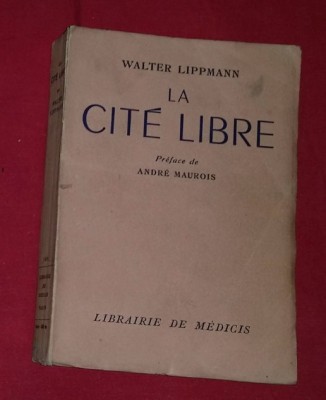 WALTER LIPPMANN
LA
CITÉ LIBRE
Préface de
ANDRÉ MAUROIS
LIBRAIRIE DE MÉDICIS